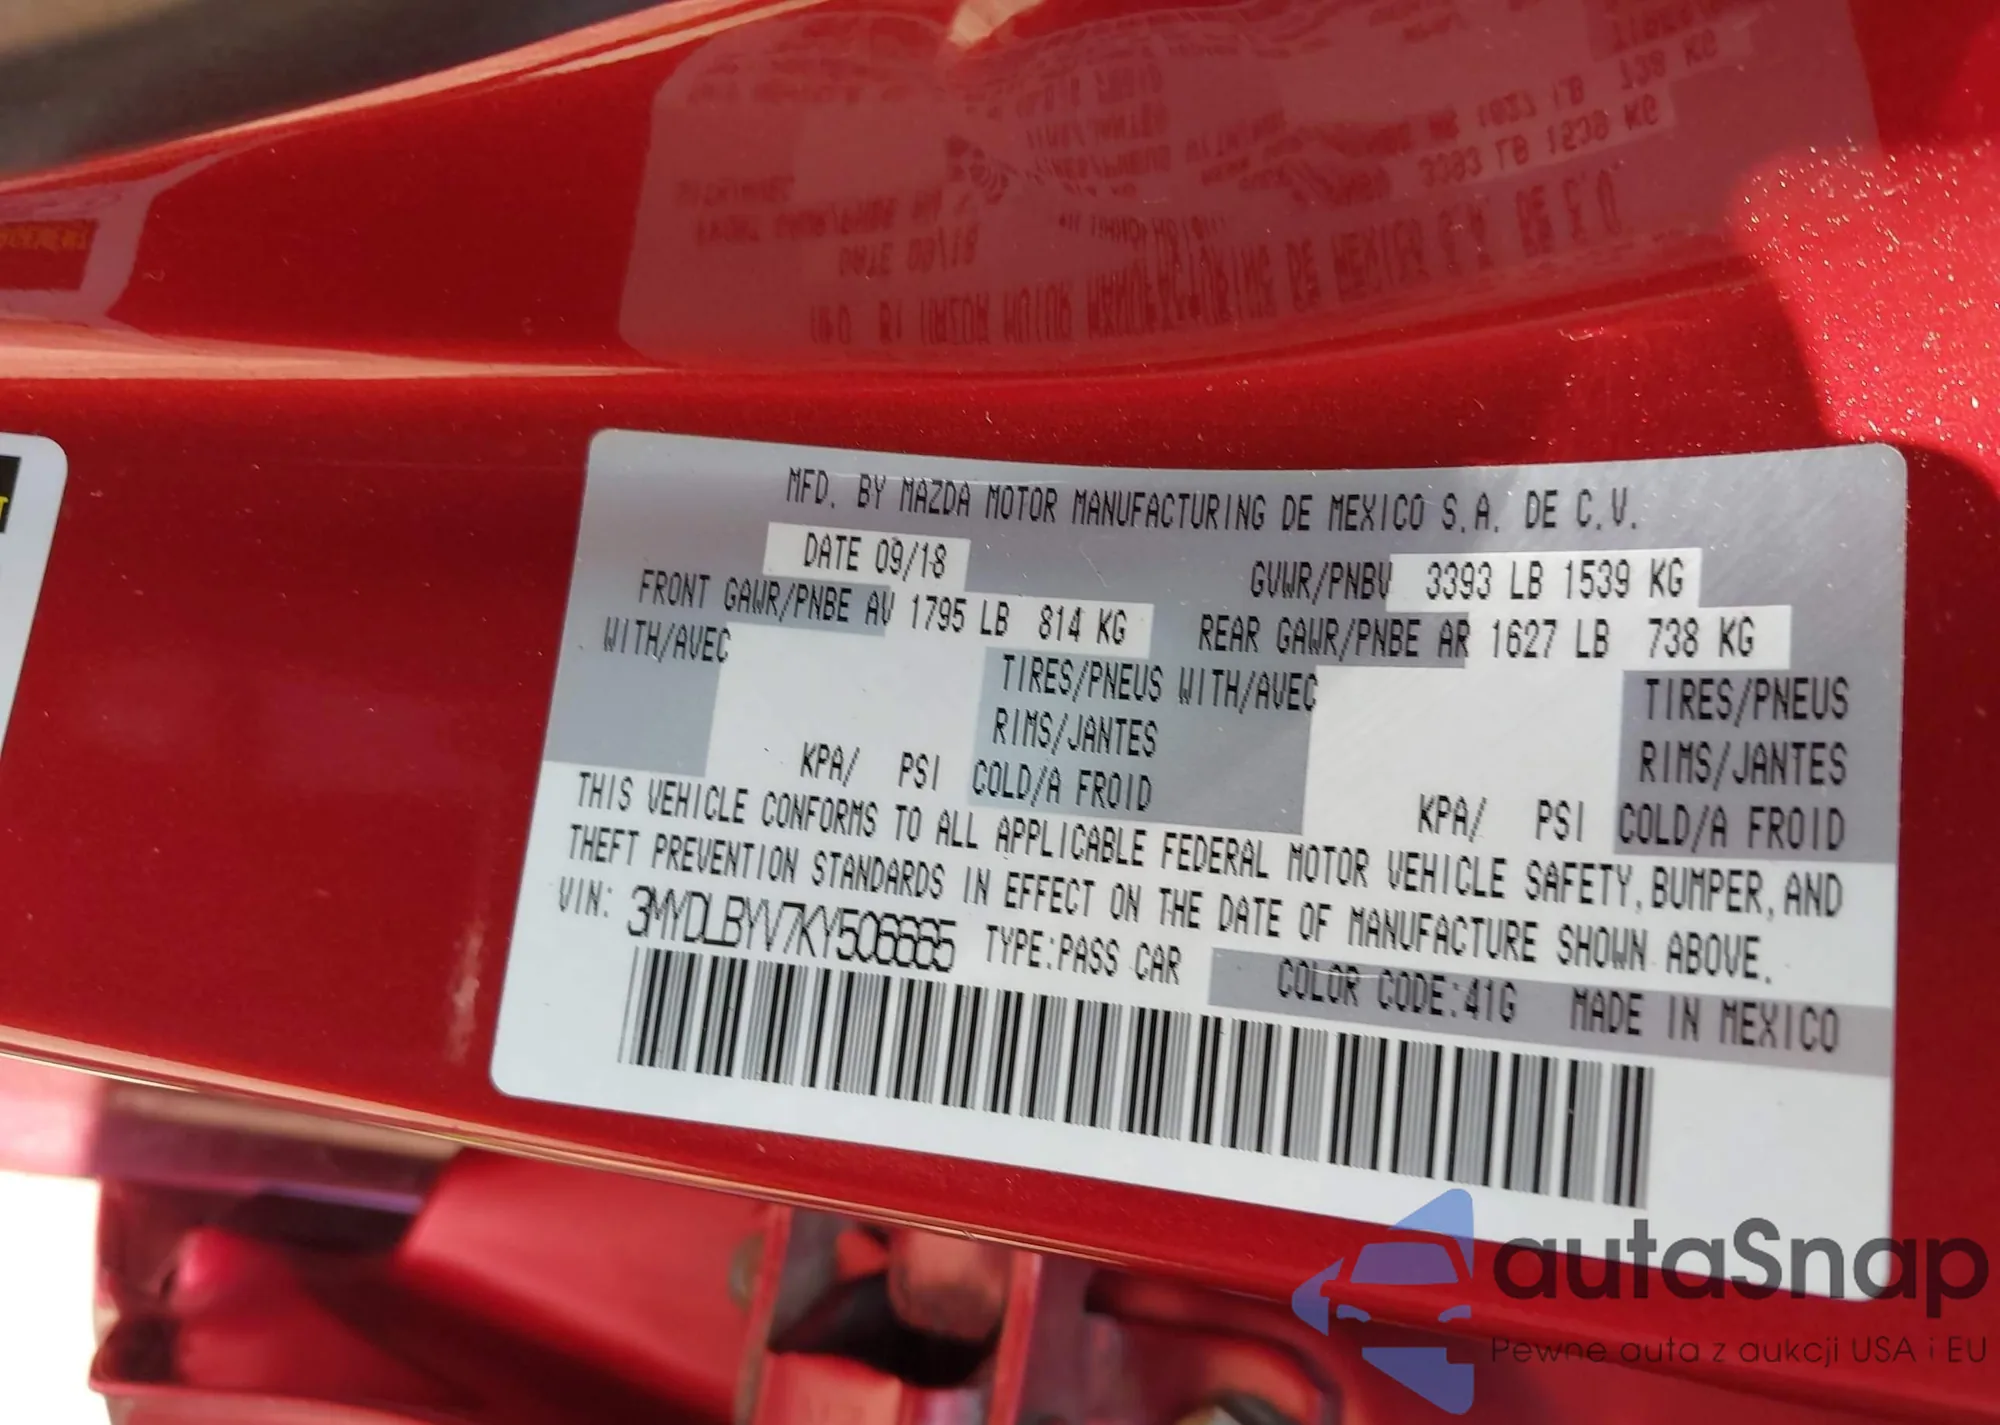 MFD. BY MAZDA MOTOR MANUFACTURING DE MEXICO S.A. DE C.V.
DATE 09/18 GVWR/PNBV 3393 LB 1539 KG
FRONT GAWR/PNBE AV 1795 LB 814 KG REAR GAWR/PNBE AR 1627 LB 738 KG
WITH/AVEC TIRES/PNEUS WITH/AVEC TIRES/PNEUS
RIMS/JANTES RIMS/JANTES
KPA/ PSI COLD/A FROID KPA/ PSI COLD/A FROID
THIS VEHICLE CONFORMS TO ALL APPLICABLE FEDERAL MOTOR VEHICLE SAFETY, BUMPER, AND
THEFT PREVENTION STANDARDS IN EFFECT ON THE DATE OF MANUFACTURE SHOWN ABOVE.
VIN: 3MYDLBYV7KY506665 TYPE:PASS CAR COLOR CODE:41G MADE IN MEXICO
autaSnap
Pewne auta z aukcji USA i EU